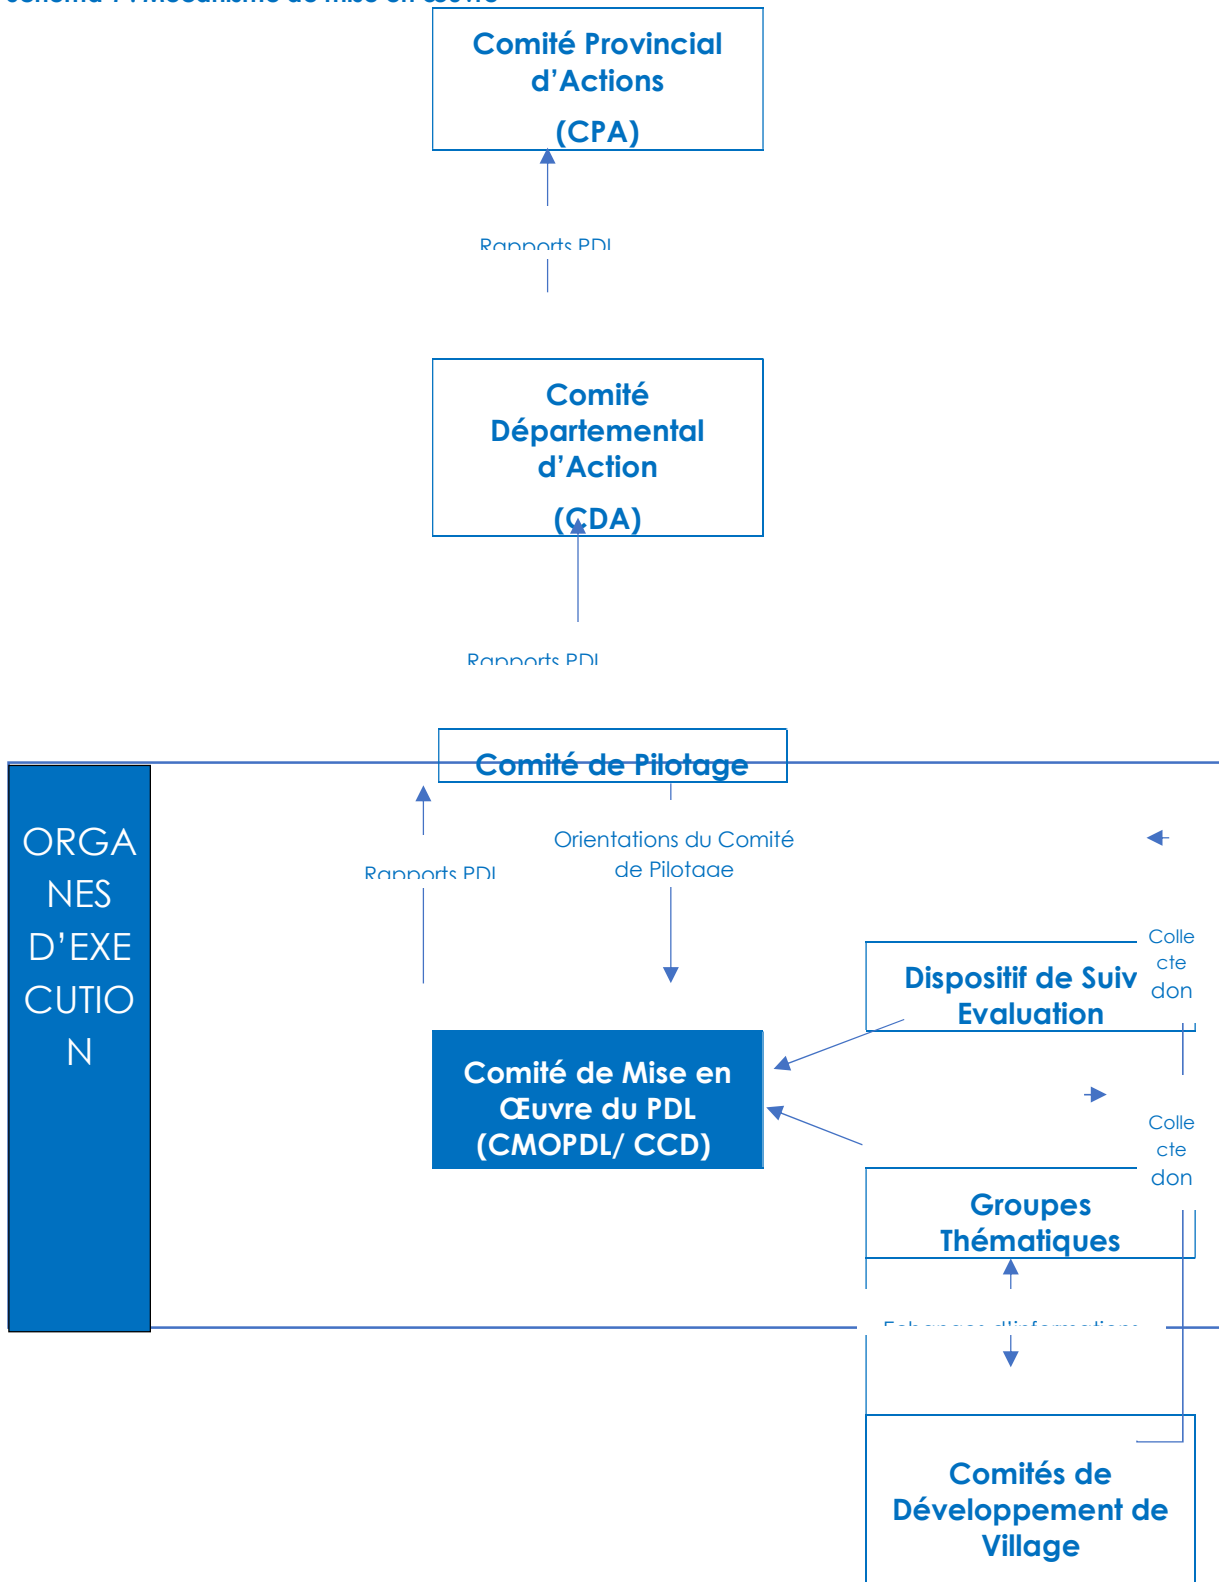 Comité Provincial
d'Actions
(CPA)
Rapports PDL
Comité
Départemental
d'Action
(CDA)
Rapports PDL
Comité de Pilotage
ORGA
NES
D'EXE
CUTIO
N
Orientations du Comité
de Pilotage
Rapports PDL
Colle
cte
don
Dispositif de Suiv
Evaluation
Comité de Mise en
Œuvre du PDL
(CMOPDL/ CCD)
Colle
cte
don
Groupes
Thématiques
Echanges d'informations
Comités de
Développement de
Village